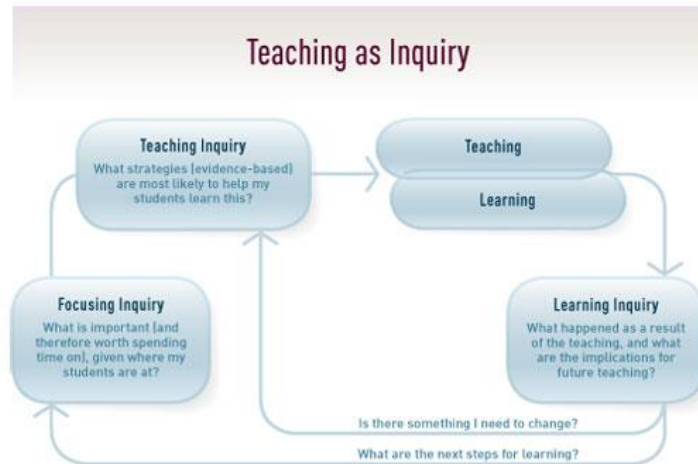 Teaching as Inquiry
Teaching Inquiry
What strategies (evidence-based)
are most likely to help my
students learn this?
Teaching
Learning
Focusing Inquiry
What is important (and
therefore worth spending
time on), given where my
students are at?
Learning Inquiry
What happened as a result
of the teaching, and what
are the implications for
future teaching?
Is there something I need to change?
What are the next steps for learning?